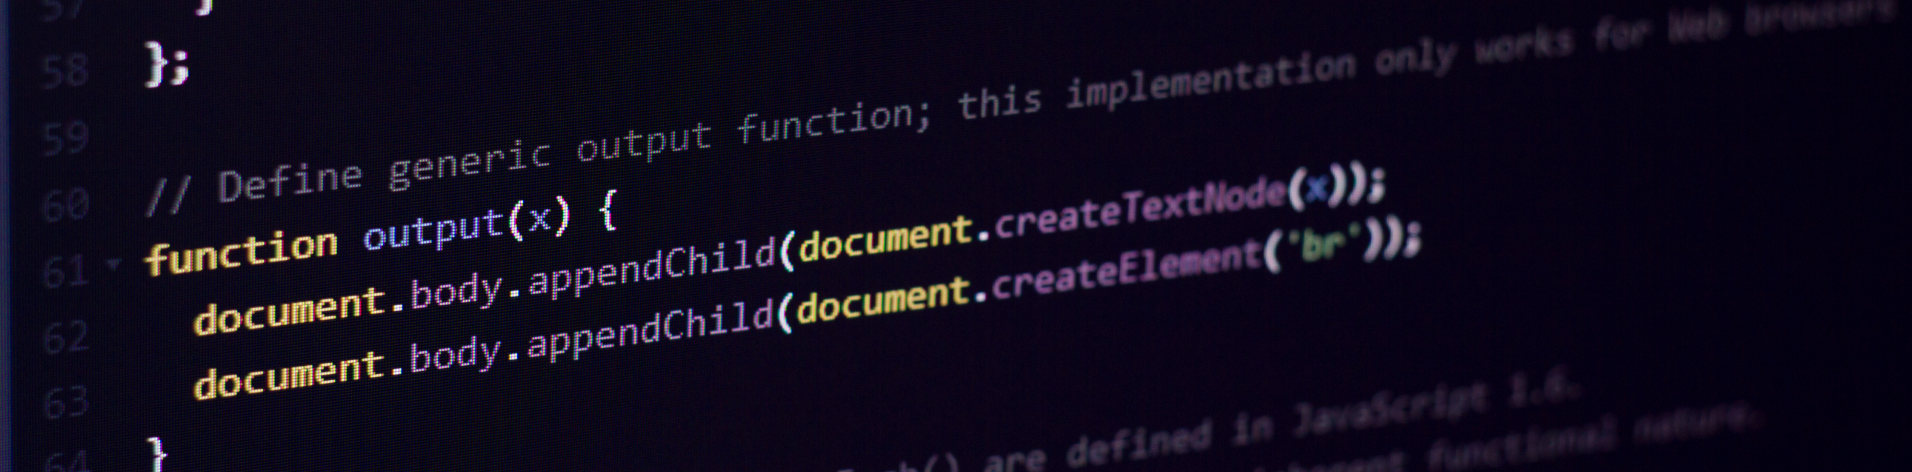 57 }
58 };
59
60 // Define generic output function; this implementation only works for Web browsers
61 function output(x) {
62 document.body.appendChild(document.createTextNode(x));
63 document.body.appendChild(document.createElement('br'));
64 }
() are defined in JavaScript 1.6.
inherent functional nature.